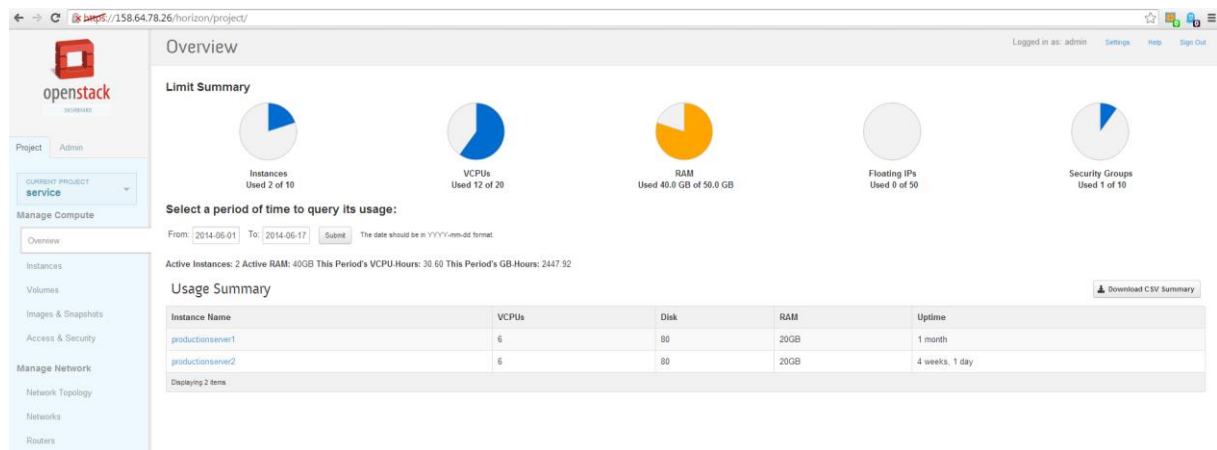 https://158.64.78.26/horizon/project/
openstack
DASHBOARD
Overview
Logged in as: admin Settings Help Sign Out
Project Admin
CURRENT PROJECT
service
Manage Compute
Overview
Instances
Volumes
Images & Snapshots
Access & Security
Manage Network
Network Topology
Networks
Routers
Limit Summary
Instances
Used 2 of 10
VCPUs
Used 12 of 20
RAM
Used 40.0 GB of 50.0 GB
Floating IPs
Used 0 of 50
Security Groups
Used 1 of 10
Select a period of time to query its usage:
From: 2014-06-01 To: 2014-06-17 Submit The date should be in YYYY-mm-dd format.
Active Instances: 2 Active RAM: 40GB This Period's VCPU-Hours: 30.60 This Period's GB-Hours: 2447.92
Usage Summary
Download CSV Summary
Instance Name VCPUs Disk RAM Uptime
productionserver1 6 80 20GB 1 month
productionserver2 6 80 20GB 4 weeks, 1 day
Displaying 2 items